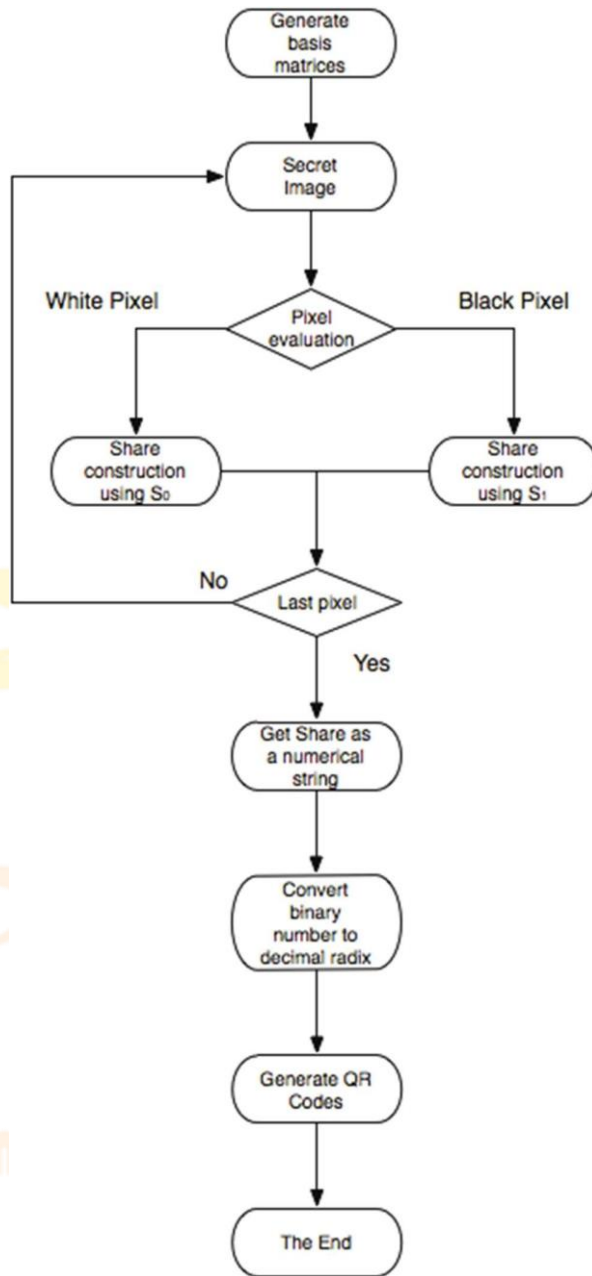 Generate
basis
matrices
Secret
Image
White Pixel
Black Pixel
Pixel
evaluation
Share
construction
using S₀
Share
construction
using S₁
No
Last pixel
Yes
Get Share as
a numerical
string
Convert
binary
number to
decimal radix
Generate QR
Codes
The End